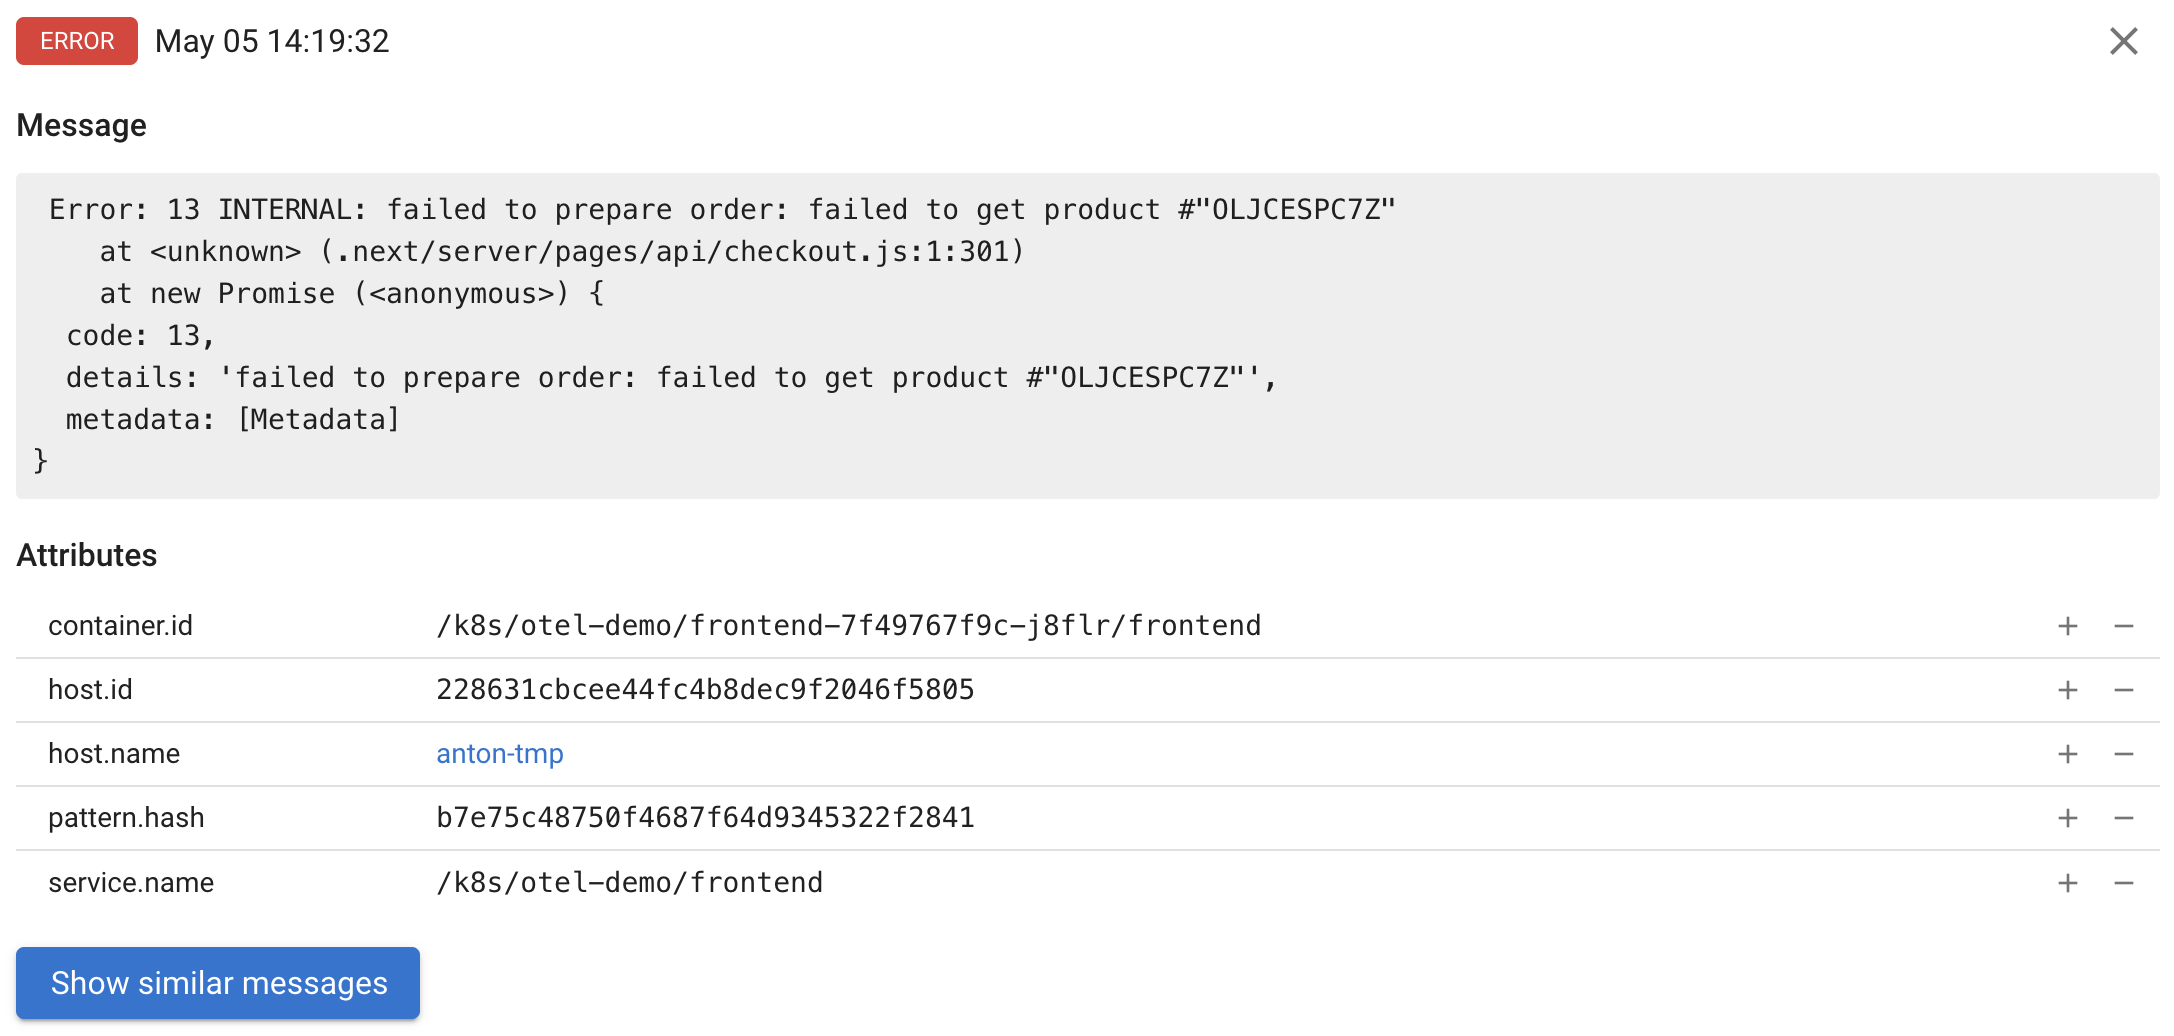 ERROR May 05 14:19:32
Message
Error: 13 INTERNAL: failed to prepare order: failed to get product #"OLJCESPC7Z"
at <unknown> (.next/server/pages/api/checkout.js:1:301)
at new Promise (<anonymous>) {
code: 13,
details: 'failed to prepare order: failed to get product #"OLJCESPC7Z"',
metadata: [Metadata]
}
Attributes
container.id /k8s/otel-demo/frontend-7f49767f9c-j8flr/frontend + −
host.id 228631cbcee44fc4b8dec9f2046f5805 + −
host.name anton-tmp + −
pattern.hash b7e75c48750f4687f64d9345322f2841 + −
service.name /k8s/otel-demo/frontend + −
Show similar messages